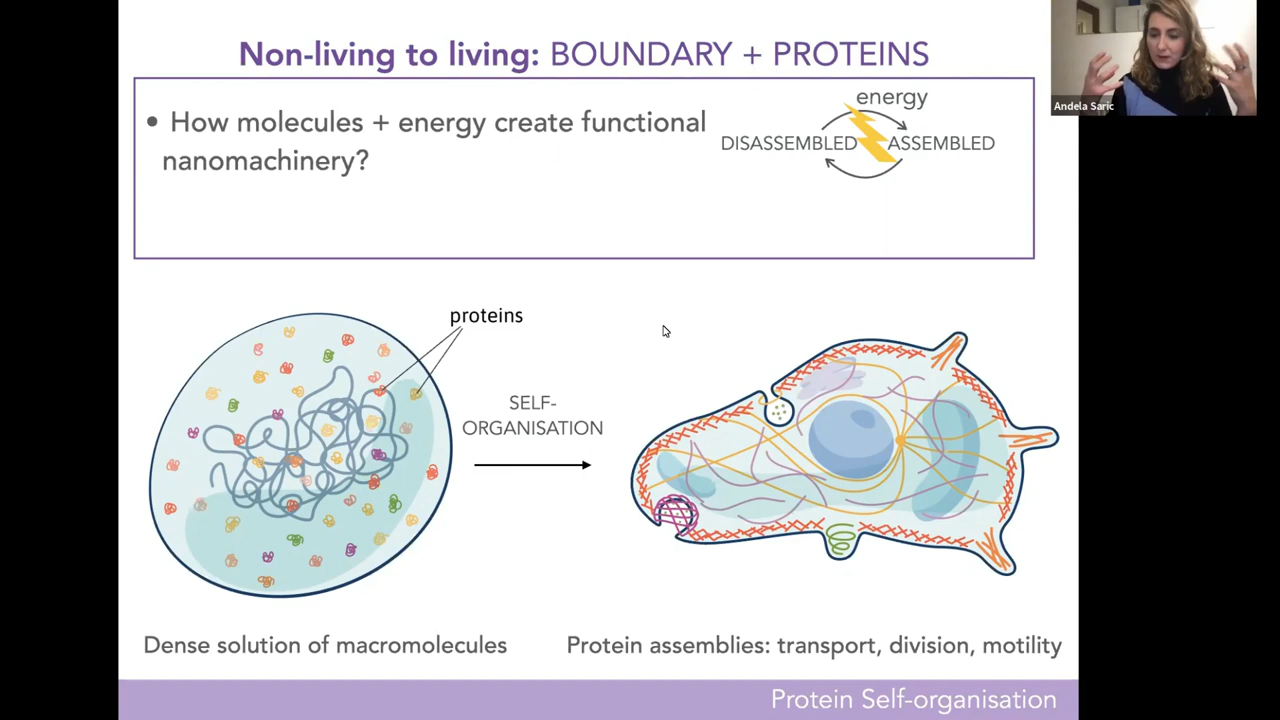 Non-living to living: BOUNDARY + PROTEINS
Andela Saric
• How molecules + energy create functional
nanomachinery?
energy
DISASSEMBLED
ASSEMBLED
proteins
SELF-
ORGANISATION
Dense solution of macromolecules
Protein assemblies: transport, division, motility
Protein Self-organisation